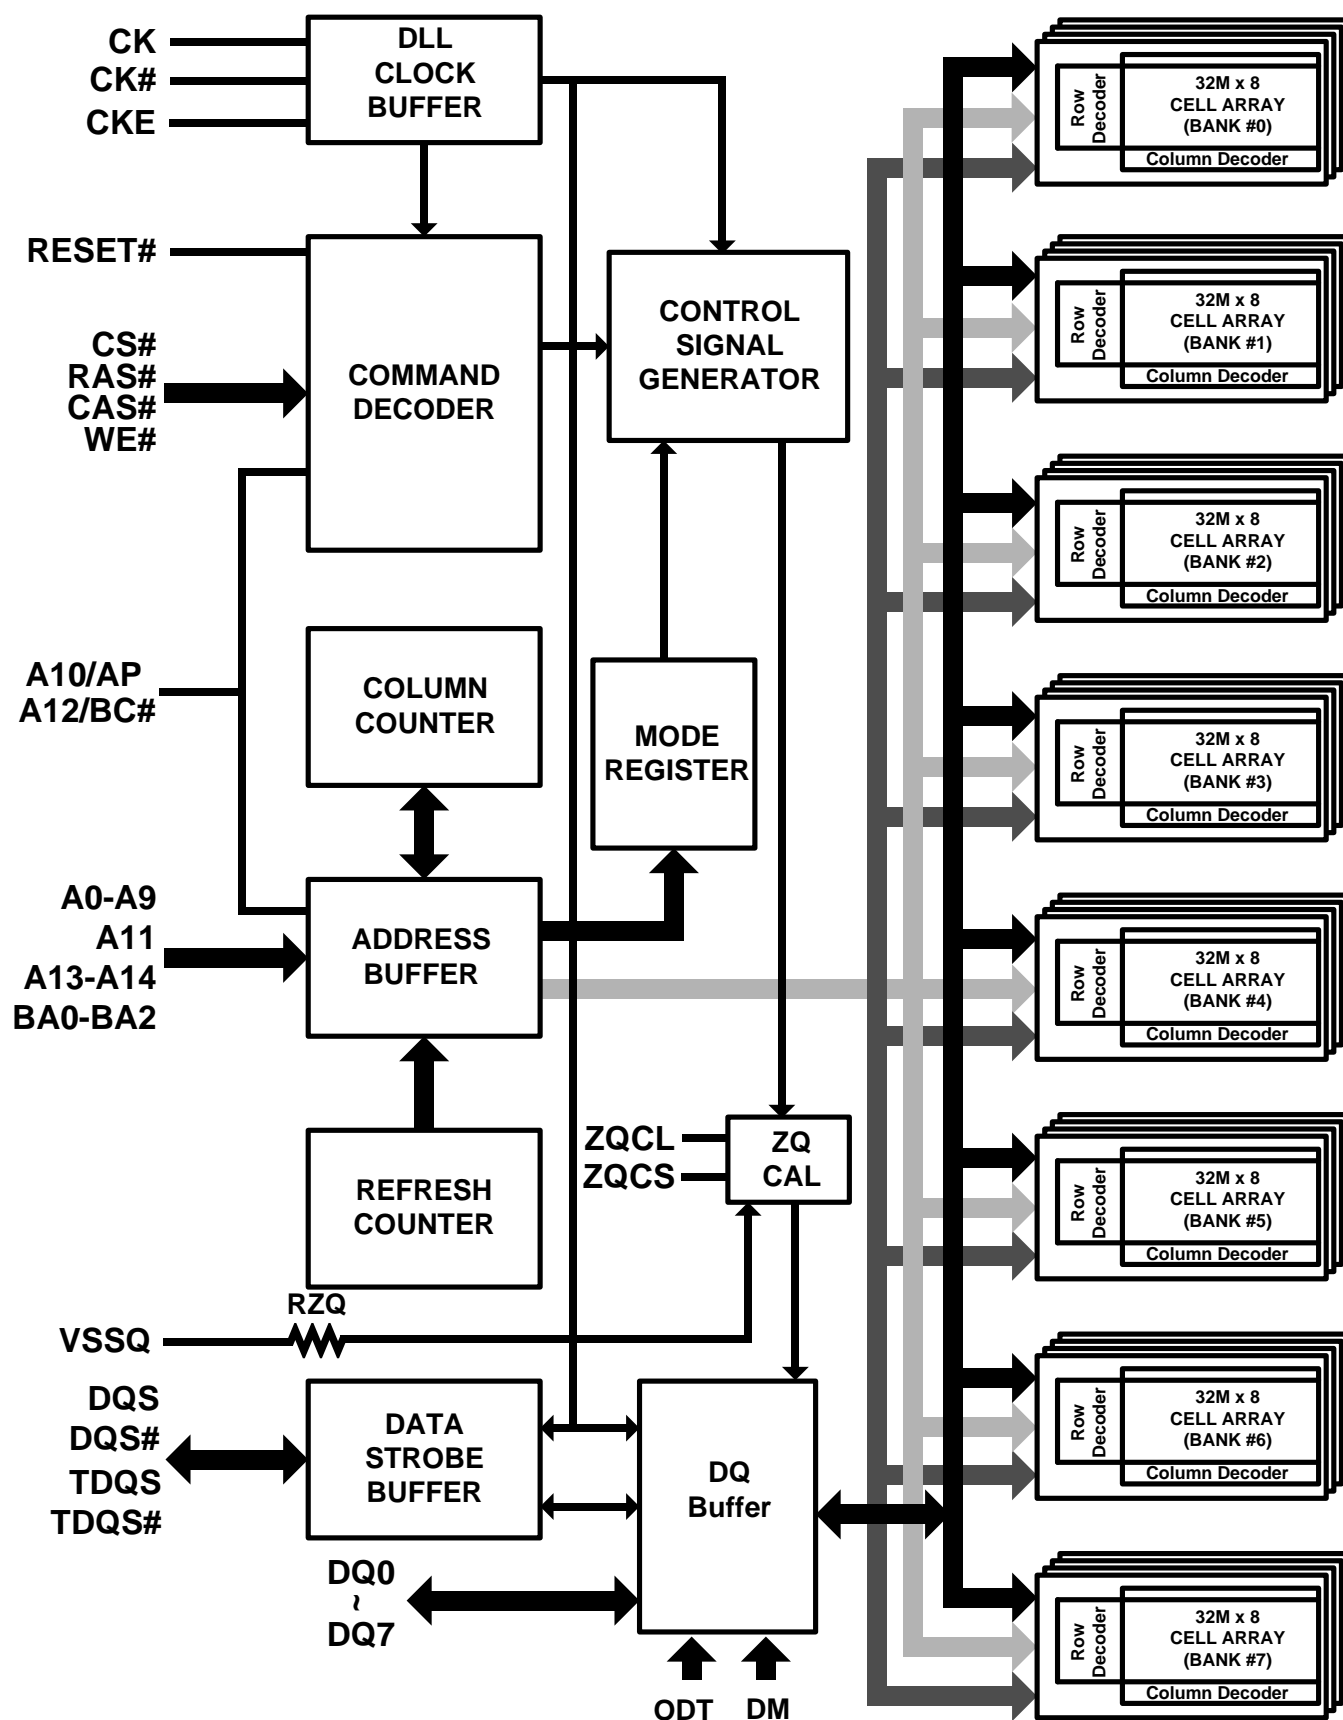 CK
CK#
CKE
DLL
CLOCK
BUFFER
RESET#
CS#
RAS#
CAS#
WE#
COMMAND
DECODER
CONTROL
SIGNAL
GENERATOR
A10/AP
A12/BC#
COLUMN
COUNTER
MODE
REGISTER
A0-A9
A11
A13-A14
BA0-BA2
ADDRESS
BUFFER
REFRESH
COUNTER
ZQCL
ZQCS
ZQ
CAL
RZQ
VSSQ
DQS
DQS#
TDQS
TDQS#
DATA
STROBE
BUFFER
DQ
Buffer
DQ0
~
DQ7
ODT
DM
Row
Decoder
32M x 8
CELL ARRAY
(BANK #0)
Column Decoder
Row
Decoder
32M x 8
CELL ARRAY
(BANK #1)
Column Decoder
Row
Decoder
32M x 8
CELL ARRAY
(BANK #2)
Column Decoder
Row
Decoder
32M x 8
CELL ARRAY
(BANK #3)
Column Decoder
Row
Decoder
32M x 8
CELL ARRAY
(BANK #4)
Column Decoder
Row
Decoder
32M x 8
CELL ARRAY
(BANK #5)
Column Decoder
Row
Decoder
32M x 8
CELL ARRAY
(BANK #6)
Column Decoder
Row
Decoder
32M x 8
CELL ARRAY
(BANK #7)
Column Decoder